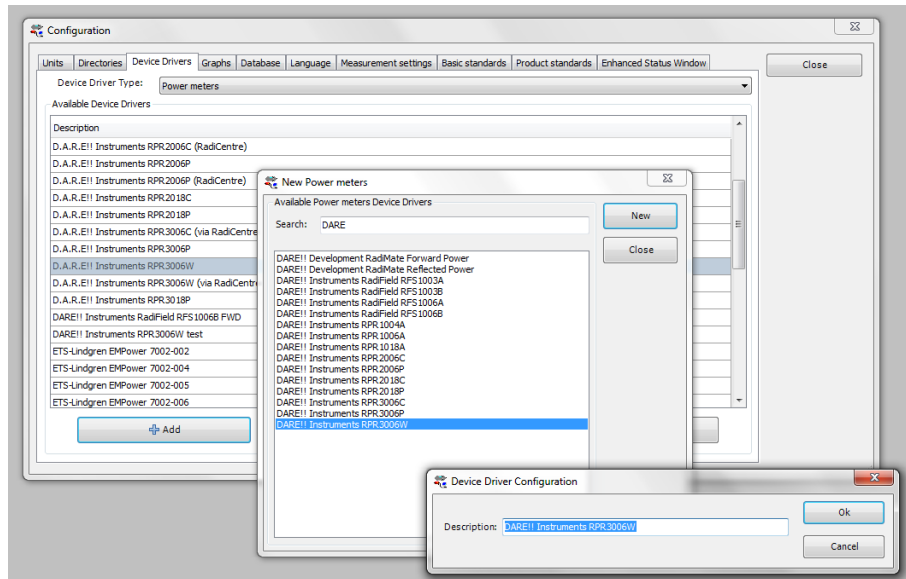 Configuration
Units Directories Device Drivers Graphs Database Language Measurement settings Basic standards Product standards Enhanced Status Window
Close
Device Driver Type: Power meters
Available Device Drivers
Description
D.A.R.E!! Instruments RPR2006C (RadiCentre)
D.A.R.E!! Instruments RPR2006P
D.A.R.E!! Instruments RPR2006P (RadiCentre)
D.A.R.E!! Instruments RPR2018C
D.A.R.E!! Instruments RPR2018P
D.A.R.E!! Instruments RPR3006C (via RadiCentre
D.A.R.E!! Instruments RPR3006P
D.A.R.E!! Instruments RPR3006W
D.A.R.E!! Instruments RPR3006W (via RadiCentr
D.A.R.E!! Instruments RPR3018P
DARE!! Instruments RadiField RFS1006B FWD
DARE!! Instruments RPR3006W test
ETS-Lindgren EMPower 7002-002
ETS-Lindgren EMPower 7002-004
ETS-Lindgren EMPower 7002-005
ETS-Lindgren EMPower 7002-006
Add
New Power meters
Available Power meters Device Drivers
Search: DARE
New
Close
DARE!! Development RadiMate Forward Power
DARE!! Development RadiMate Reflected Power
DARE!! Instruments RadiField RFS1003A
DARE!! Instruments RadiField RFS1003B
DARE!! Instruments RadiField RFS1006A
DARE!! Instruments RadiField RFS1006B
DARE!! Instruments RPR1004A
DARE!! Instruments RPR1006A
DARE!! Instruments RPR1018A
DARE!! Instruments RPR2006C
DARE!! Instruments RPR2006P
DARE!! Instruments RPR2018C
DARE!! Instruments RPR2018P
DARE!! Instruments RPR3006C
DARE!! Instruments RPR3006P
DARE!! Instruments RPR3006W
Device Driver Configuration
Description: DARE!! Instruments RPR3006W
Ok
Cancel